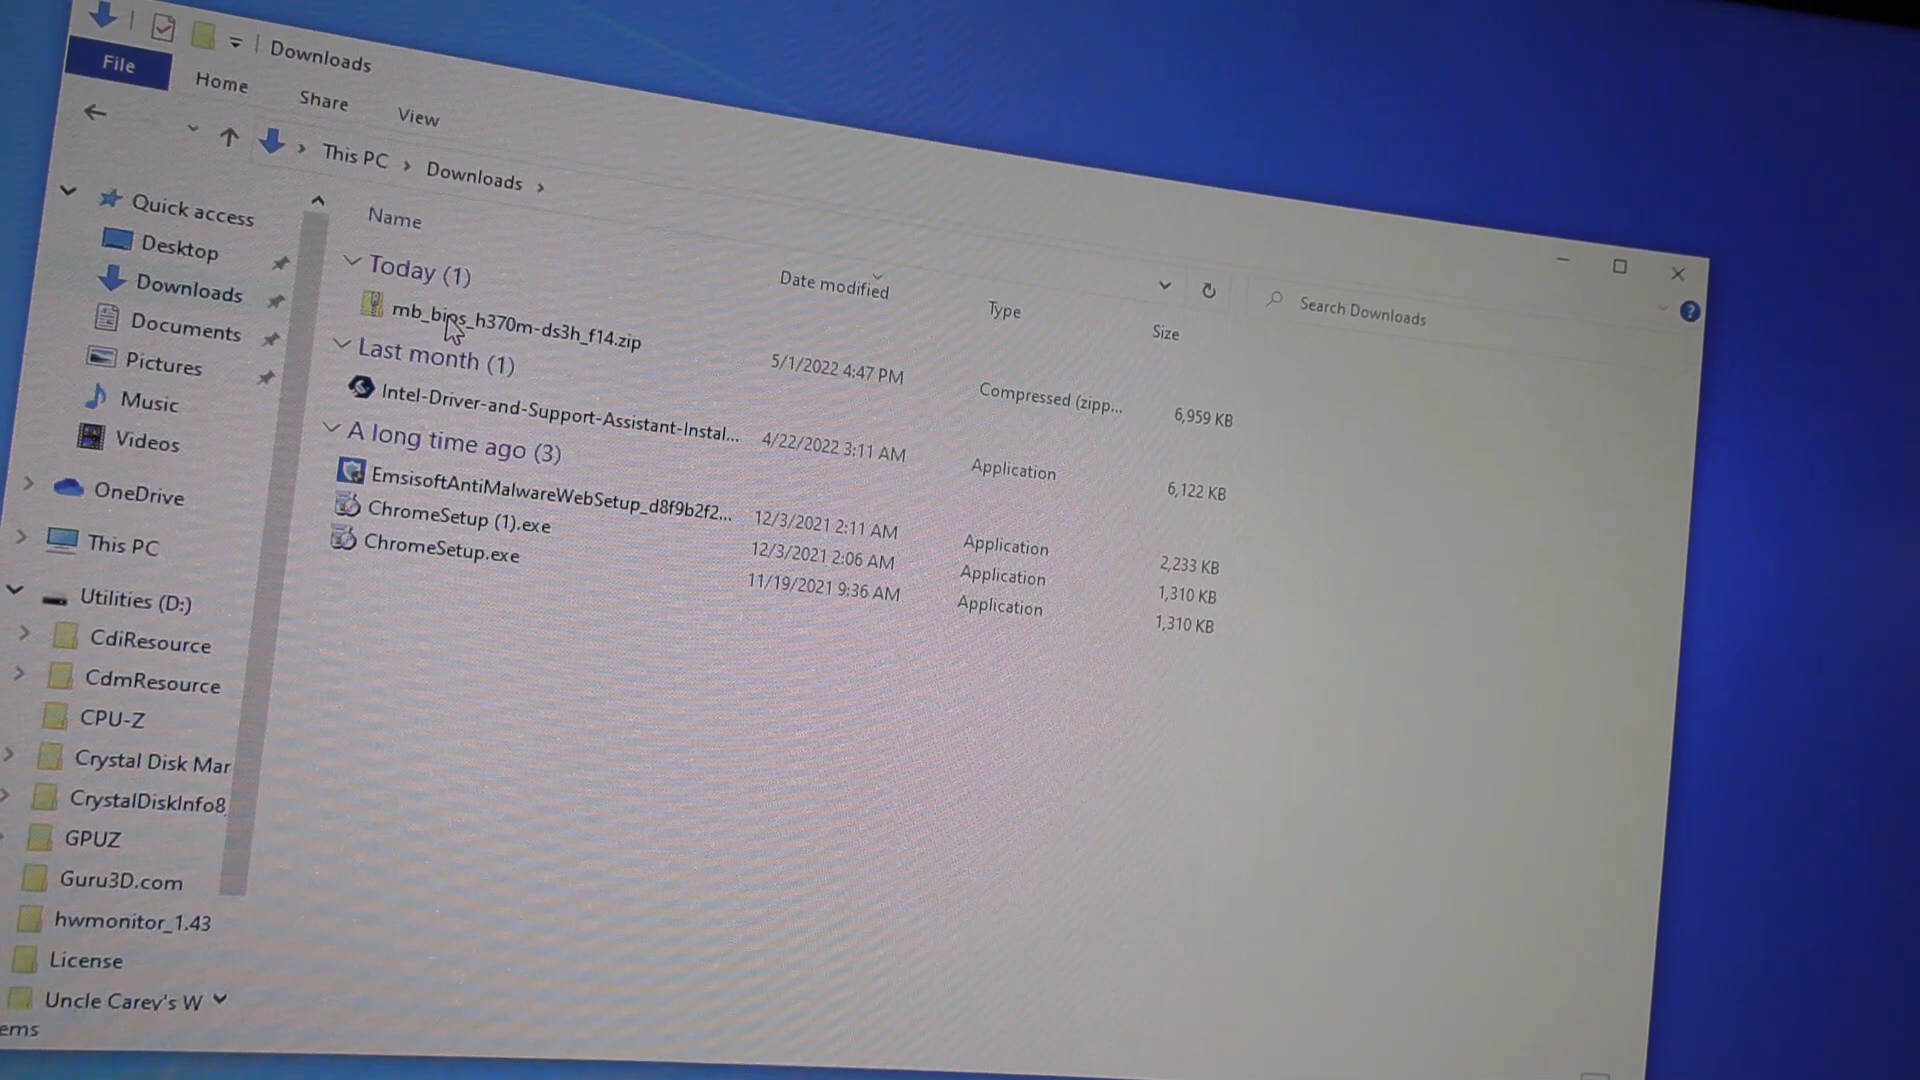 Downloads
File
Home
Share
View
This PC
Downloads
Search Downloads
Name
Date modified
Type
Size
Today (1)
mb_bios_h370m-ds3h_f14.zip
5/1/2022 4:47 PM
Compressed (zipp...
6,959 KB
Last month (1)
Intel-Driver-and-Support-Assistant-Instal...
4/22/2022 3:11 AM
Application
6,122 KB
A long time ago (3)
EmsisoftAntiMalwareWebSetup_d8f9b2f2...
12/3/2021 2:11 AM
Application
2,233 KB
ChromeSetup (1).exe
12/3/2021 2:06 AM
Application
1,310 KB
ChromeSetup.exe
11/19/2021 9:36 AM
Application
1,310 KB
Quick access
Desktop
Downloads
Documents
Pictures
Music
Videos
OneDrive
This PC
Utilities (D:)
CdiResource
CdmResource
CPU-Z
Crystal Disk Mar
CrystalDiskInfo8
GPUZ
Guru3D.com
hwmonitor_1.43
License
Uncle Carey's W
ems